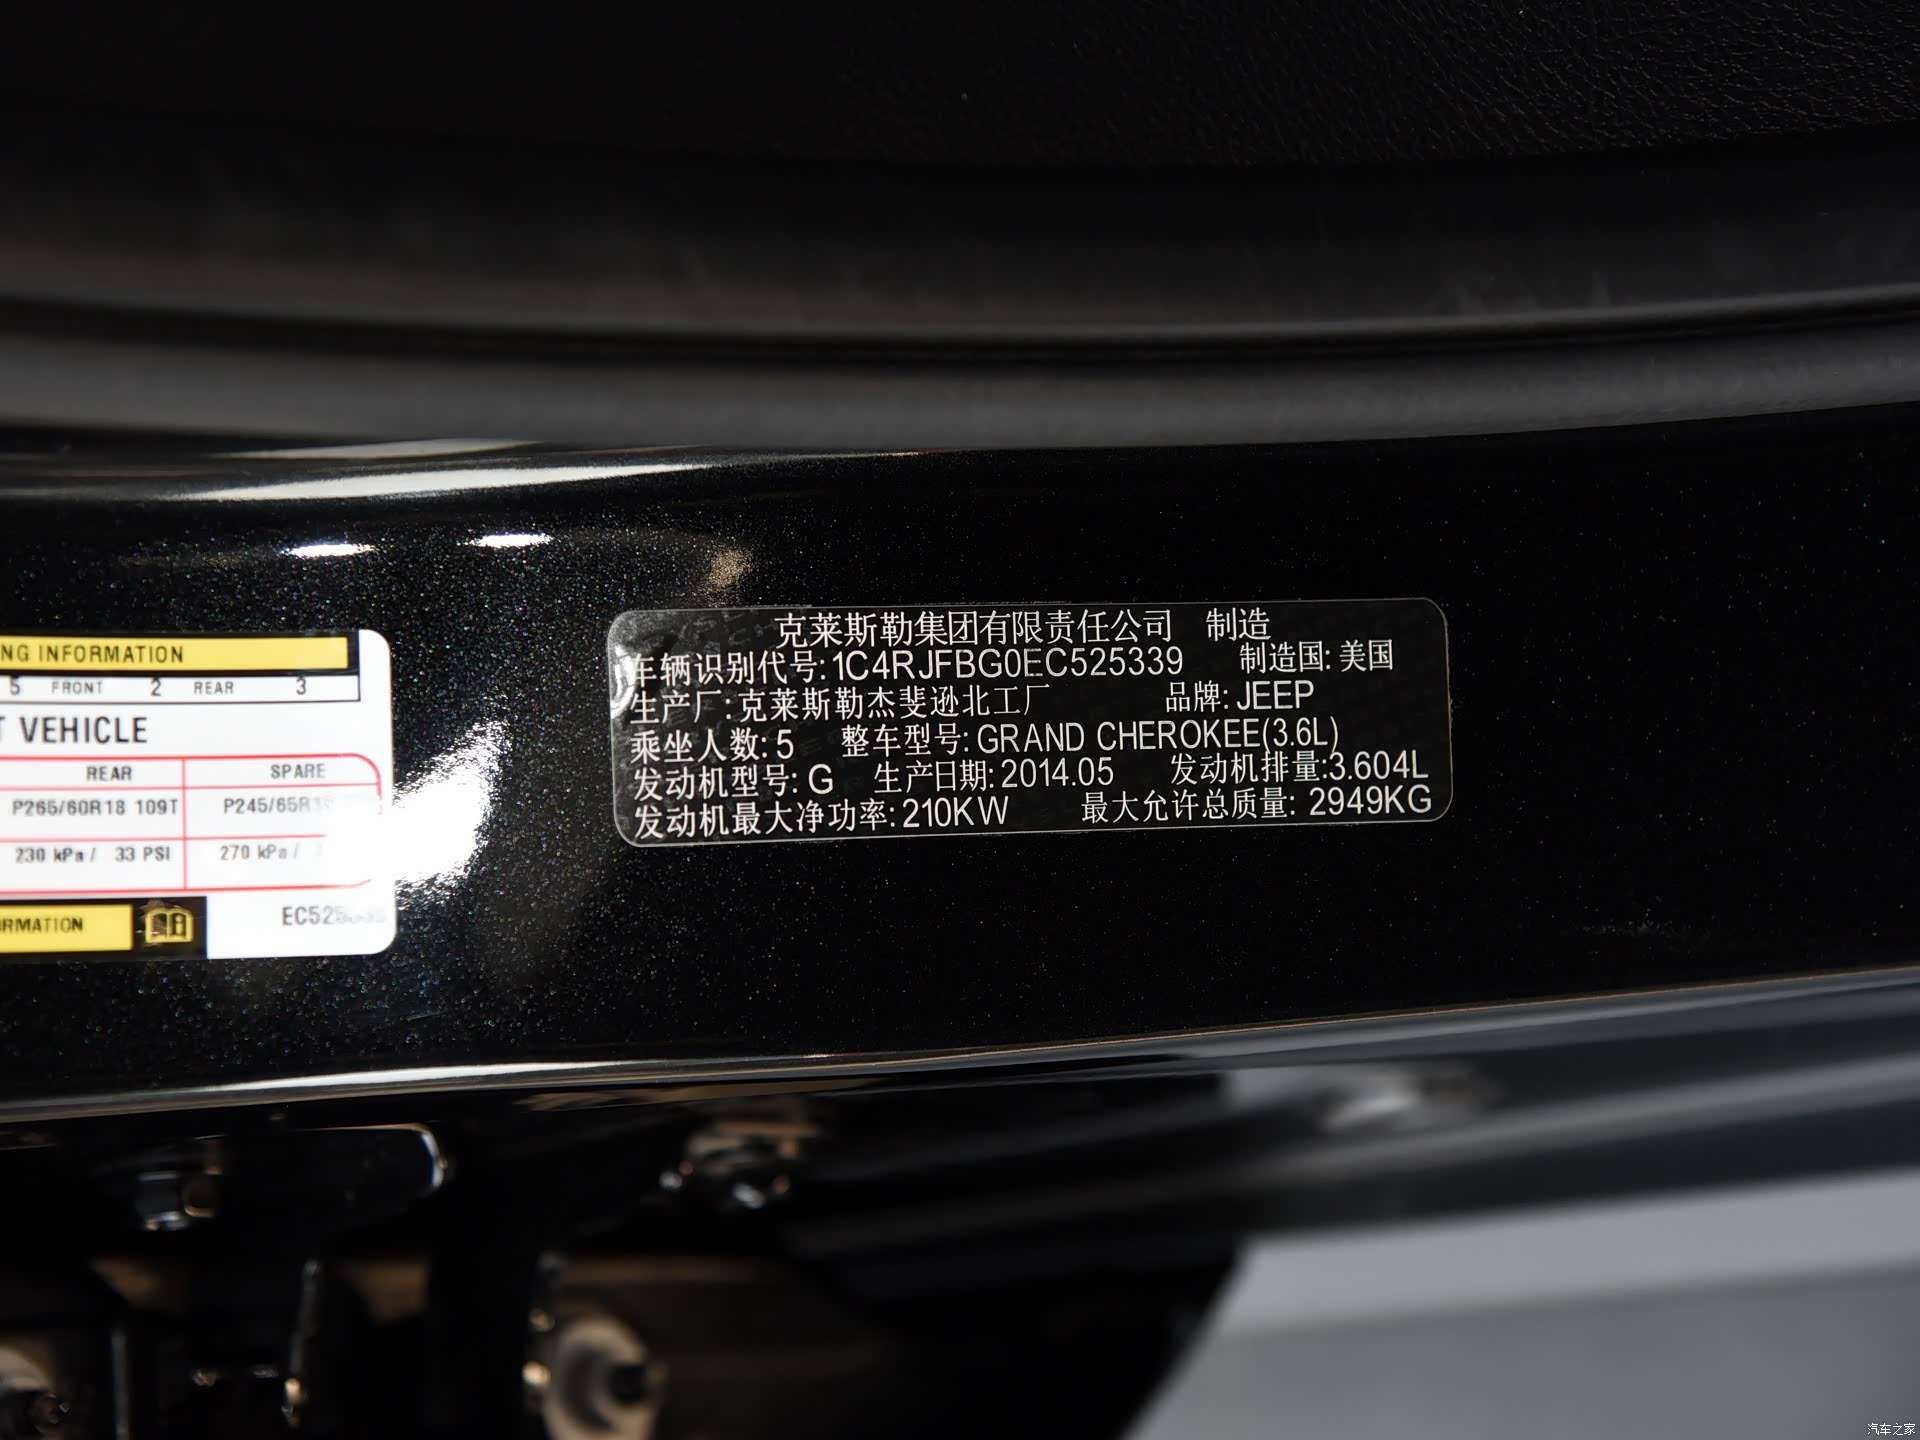 克莱斯勒集团有限责任公司 制造
车辆识别代号:1C4RJFBG0EC525339 制造国:美国
生产厂:克莱斯勒杰斐逊北工厂 品牌:JEEP
乘坐人数:5 整车型号:GRAND CHEROKEE(3.6L)
发动机型号:G 生产日期:2014.05 发动机排量:3.604L
发动机最大净功率:210KW 最大允许总质量:2949KG
NG INFORMATION
5 FRONT 2 REAR 3
VEHICLE
REAR SPARE
P265/60R18 109T
230 kPa / 33 PSI 270 kPa /
汽车之家